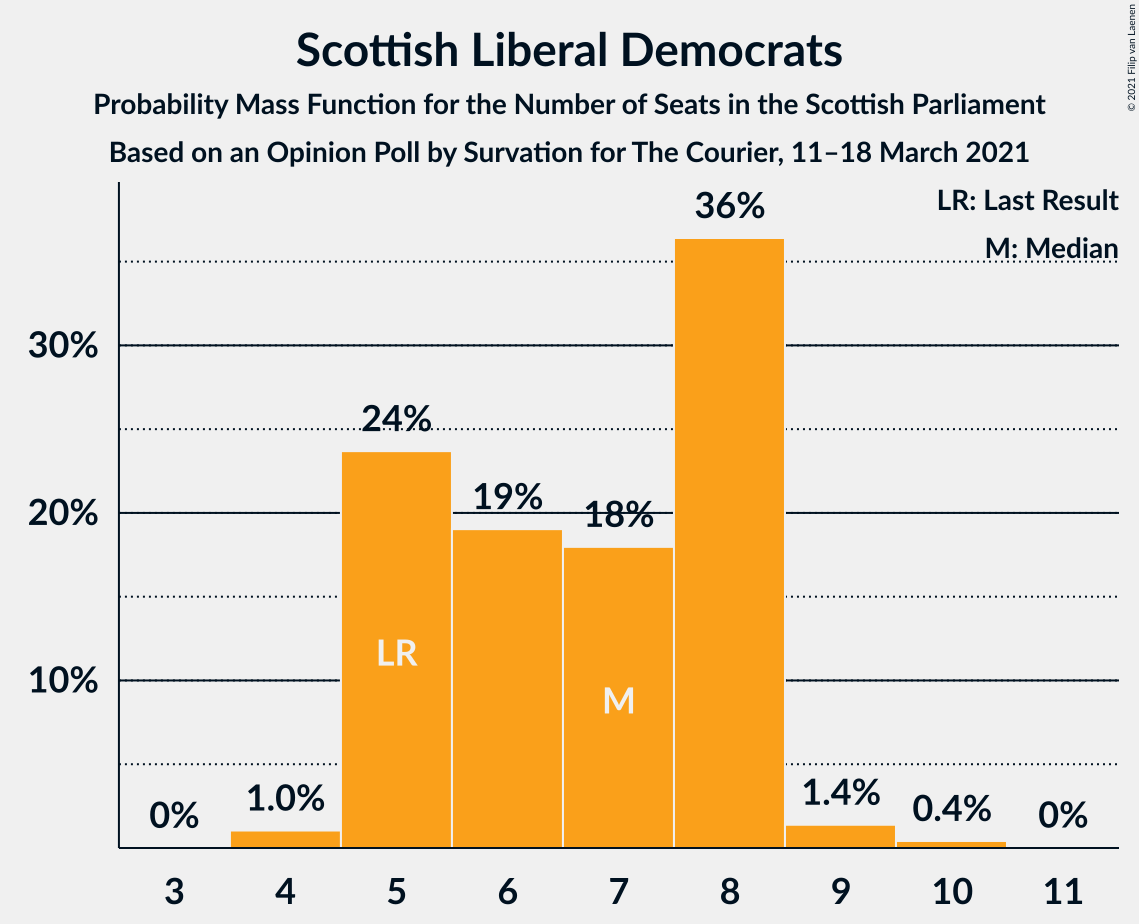 Scottish Liberal Democrats
Probability Mass Function for the Number of Seats in the Scottish Parliament
Based on an Opinion Poll by Survation for The Courier, 11–18 March 2021
© 2021 Filip van Laenen
LR: Last Result
M: Median
36%
30%
24%
20%
19%
18%
LR
10%
M
0%
1.0%
1.4%
0.4%
0%
3 4 5 6 7 8 9 10 11